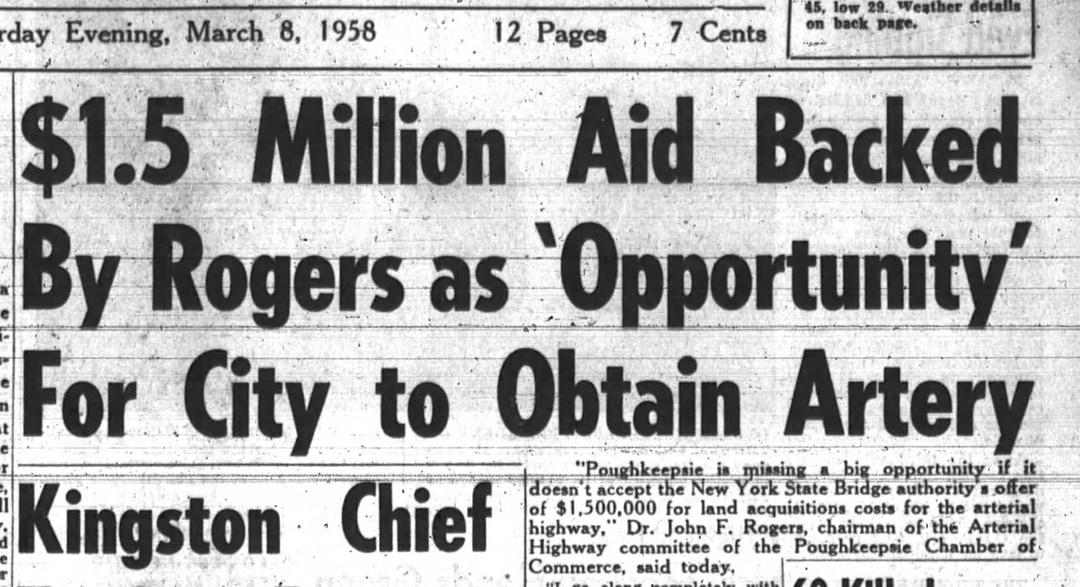 45, low 29. Weather details
on back page.
rday Evening, March 8, 1958 12 Pages 7 Cents
$1.5 Million Aid Backed
By Rogers as 'Opportunity'
For City to Obtain Artery
Kingston Chief
"Poughkeepsie is missing a big opportunity if it
doesn't accept the New York State Bridge authority's offer
of $1,500,000 for land acquisitions costs for the arterial
highway," Dr. John F. Rogers, chairman of the Arterial
Highway committee of the Poughkeepsie Chamber of
Commerce, said today.
"I go along completely with